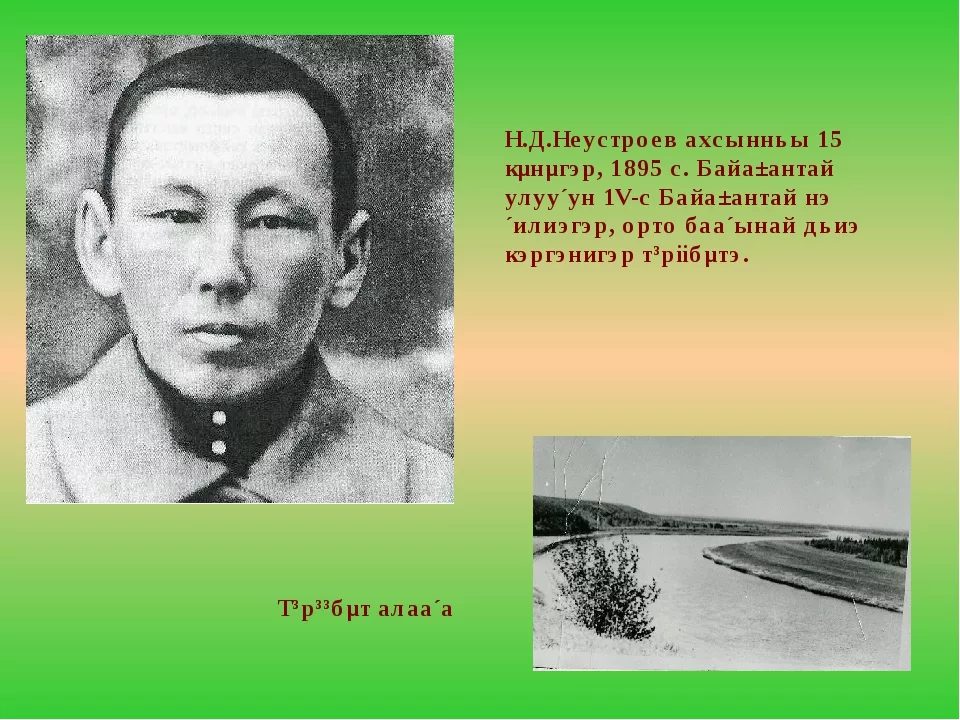 Н.Д.Неустроев ахсынньы 15
кµнµгэр, 1895 с. Байа±антай
улуу´ун 1V-с Байа±антай нэ
´илиэгэр, орто баа´ынай дьиэ
кэргэнигэр т³ріібµтэ.
Т³р³³бµт алаа´а